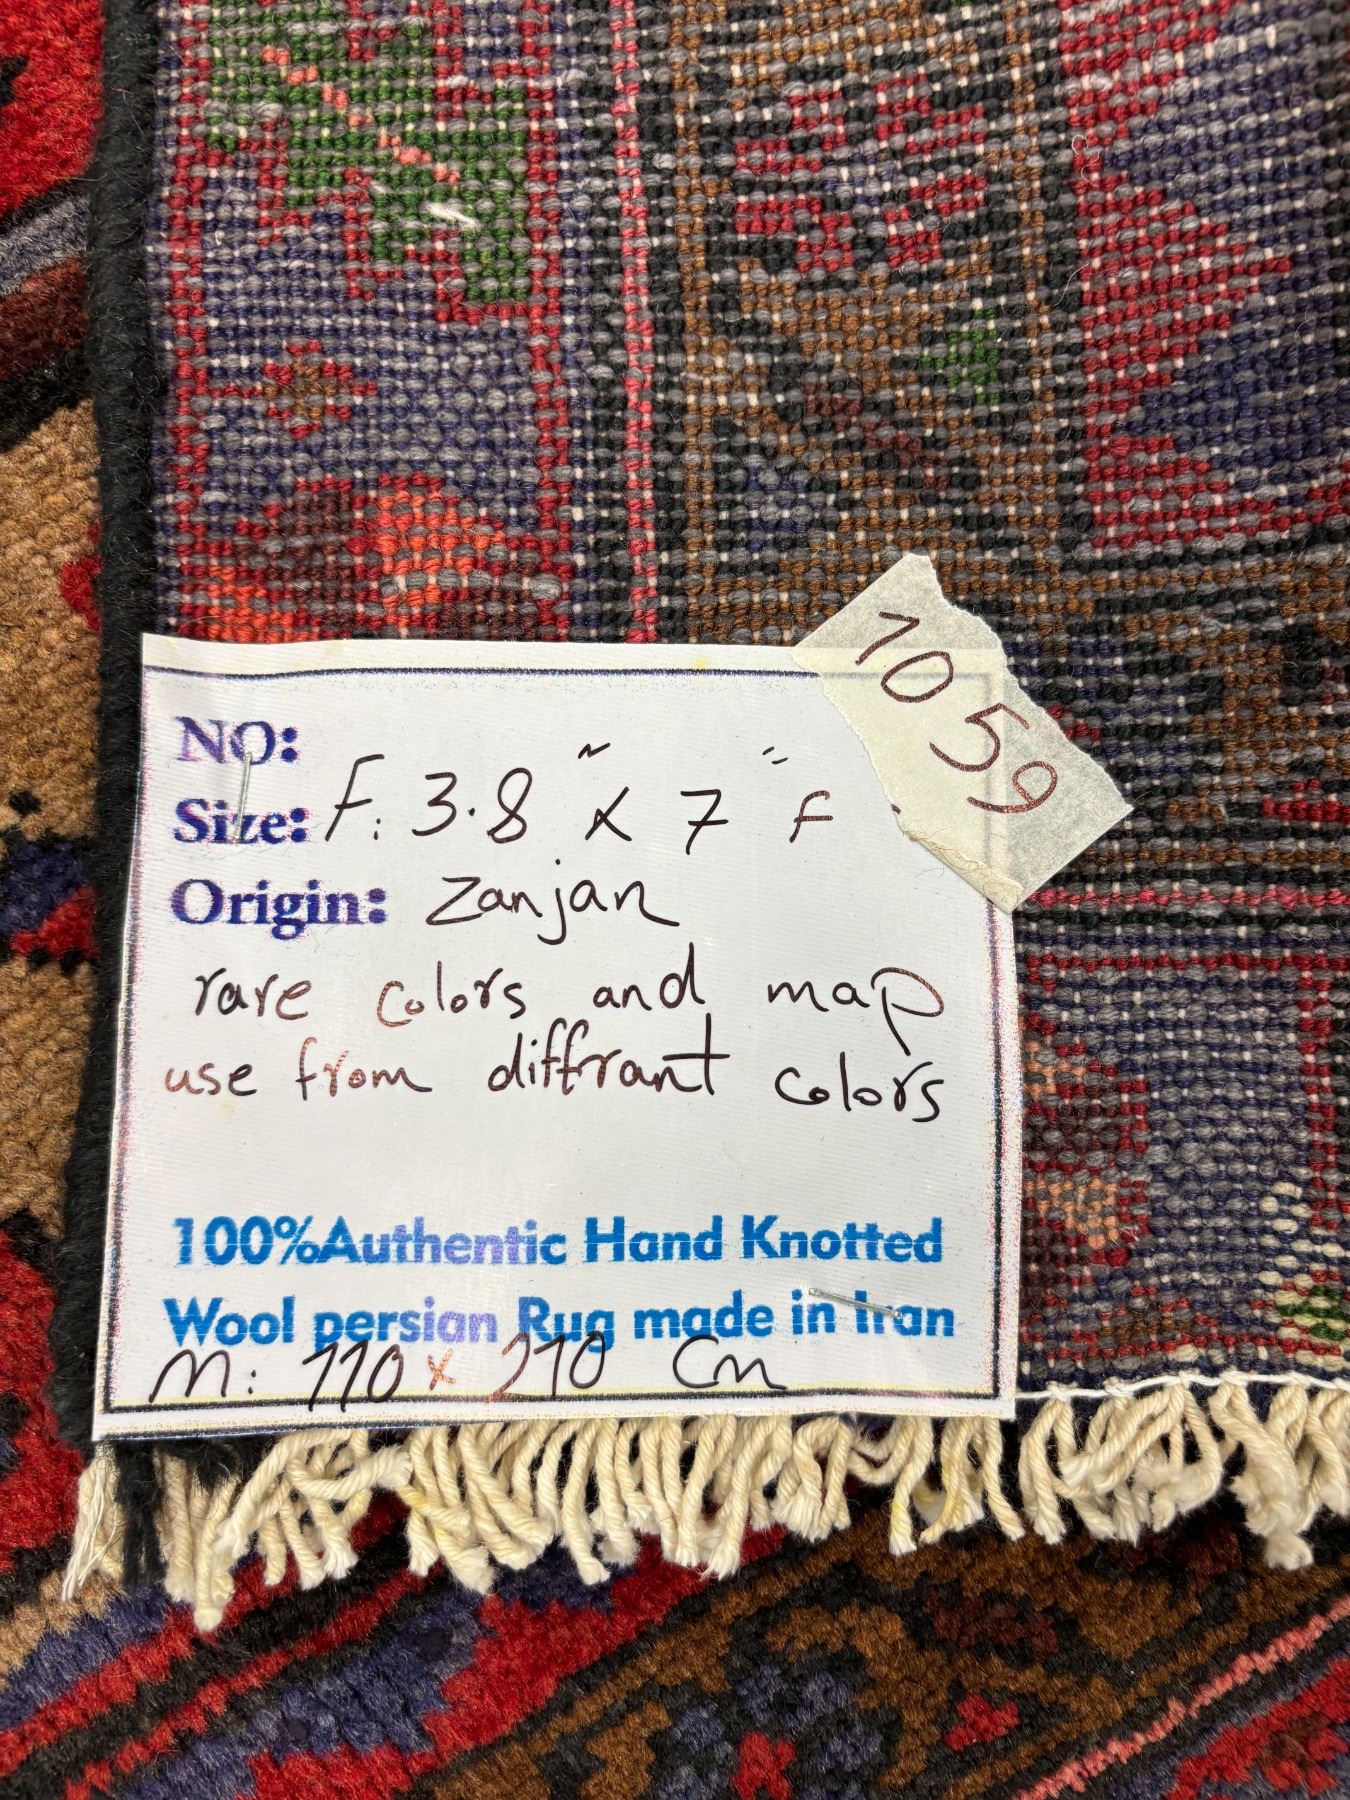 1059
NO:
Size: F: 3.8" x 7" F
Origin: Zanjan
rare colors and map
use from diffrant colors
100%Authentic Hand Knotted
Wool persian Rug made in Iran
M: 110 x 210 Cm